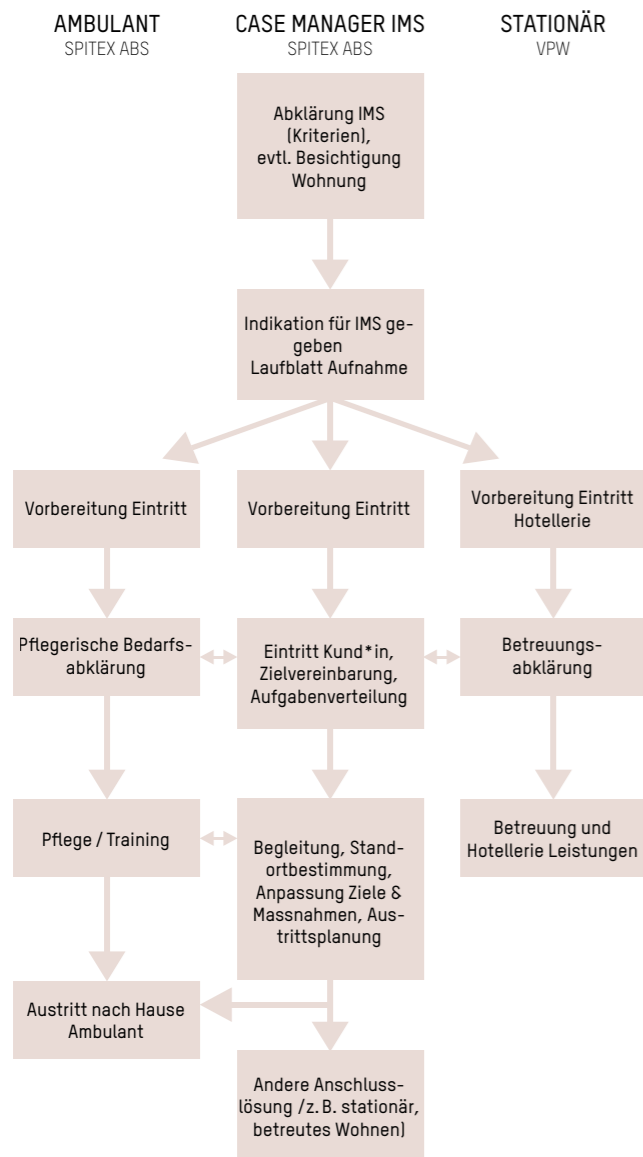 AMBULANT
SPITEX ABS
CASE MANAGER IMS
SPITEX ABS
STATIONÄR
VPW
Abklärung IMS
(Kriterien),
evtl. Besichtigung
Wohnung
Indikation für IMS ge-
geben
Laufblatt Aufnahme
Vorbereitung Eintritt
Vorbereitung Eintritt
Vorbereitung Eintritt
Hotellerie
Pflegerische Bedarfs-
abklärung
Eintritt Kund*in,
Zielvereinbarung,
Aufgabenverteilung
Betreuungs-
abklärung
Pflege / Training
Begleitung, Stand-
ortbestimmung,
Anpassung Ziele &
Massnahmen, Aus-
trittsplanung
Betreuung und
Hotellerie Leistungen
Austritt nach Hause
Ambulant
Andere Anschluss-
lösung /z. B. stationär,
betreutes Wohnen)